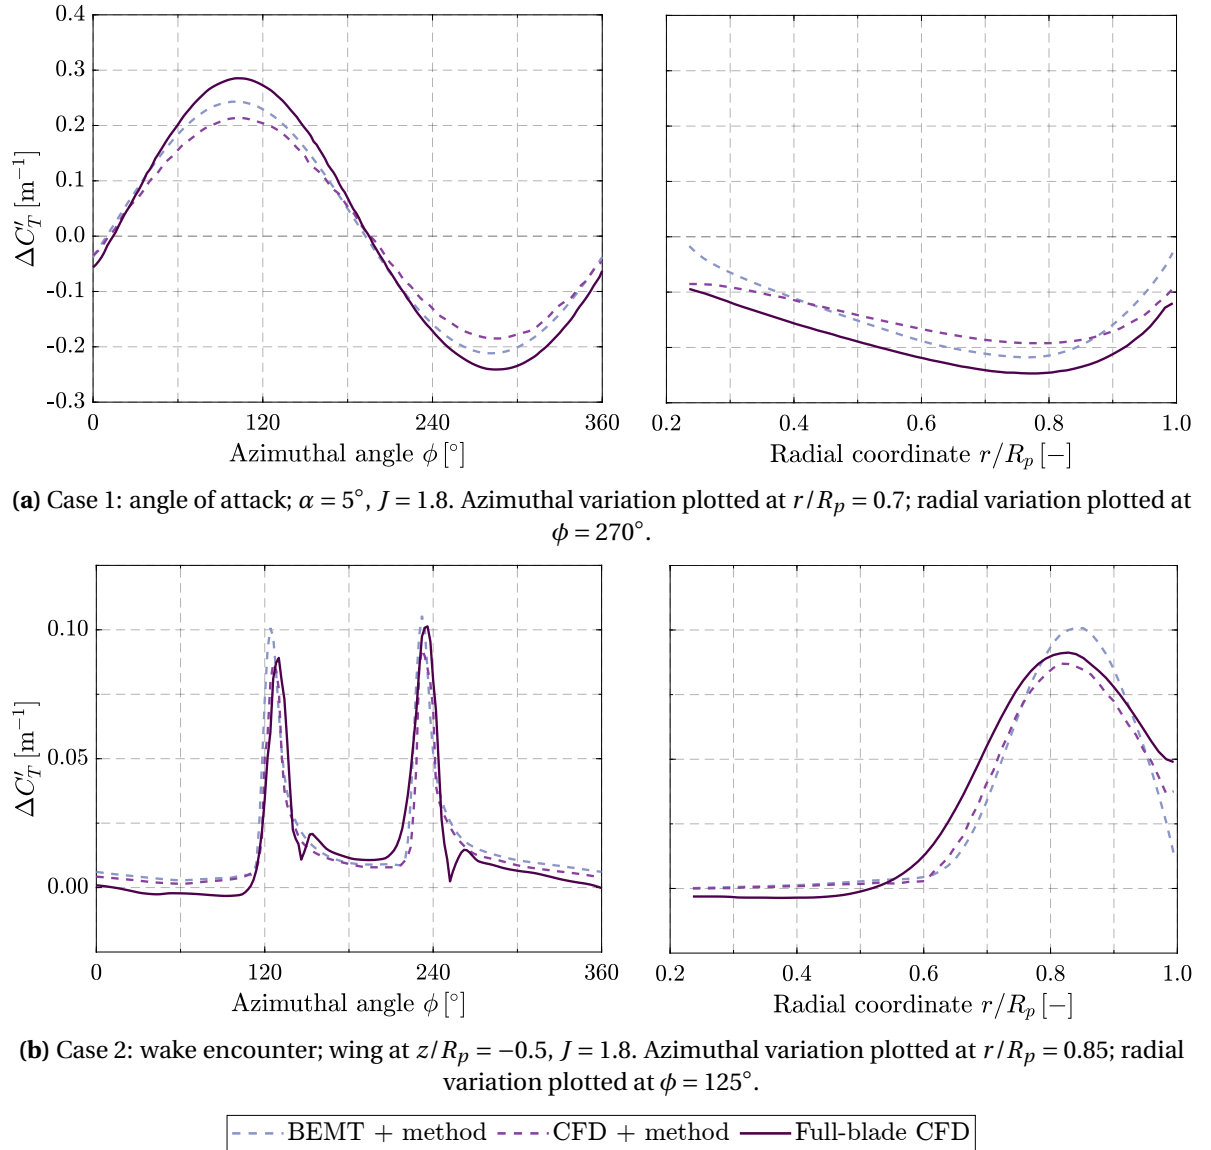 0.4
0.3
0.2
0.1
0.0
-0.1
-0.2
-0.3
ΔC′_T [m⁻¹]
0 120 240 360
Azimuthal angle ϕ [°]
0.2 0.4 0.6 0.8 1.0
Radial coordinate r/R_p [−]
(a) Case 1: angle of attack; α = 5°, J = 1.8. Azimuthal variation plotted at r/R_p = 0.7; radial variation plotted at
ϕ = 270°.
0.10
0.05
0.00
ΔC′_T [m⁻¹]
0 120 240 360
Azimuthal angle ϕ [°]
0.2 0.4 0.6 0.8 1.0
Radial coordinate r/R_p [−]
(b) Case 2: wake encounter; wing at z/R_p = −0.5, J = 1.8. Azimuthal variation plotted at r/R_p = 0.85; radial
variation plotted at ϕ = 125°.
BEMT + method CFD + method Full-blade CFD